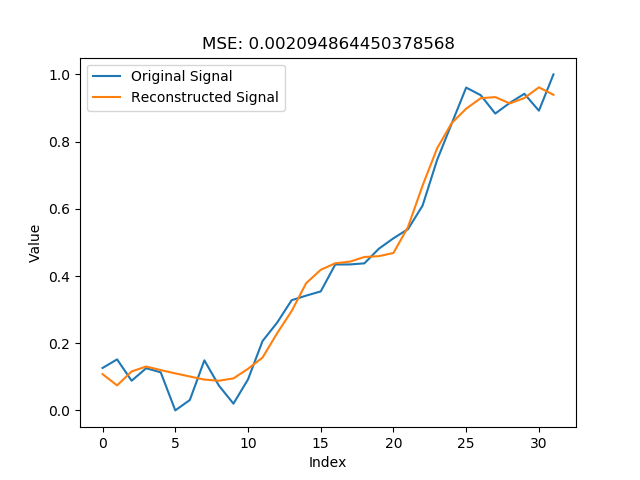 MSE: 0.002094864450378568
Original Signal
Reconstructed Signal
Value
1.0
0.8
0.6
0.4
0.2
0.0
0 5 10 15 20 25 30
Index